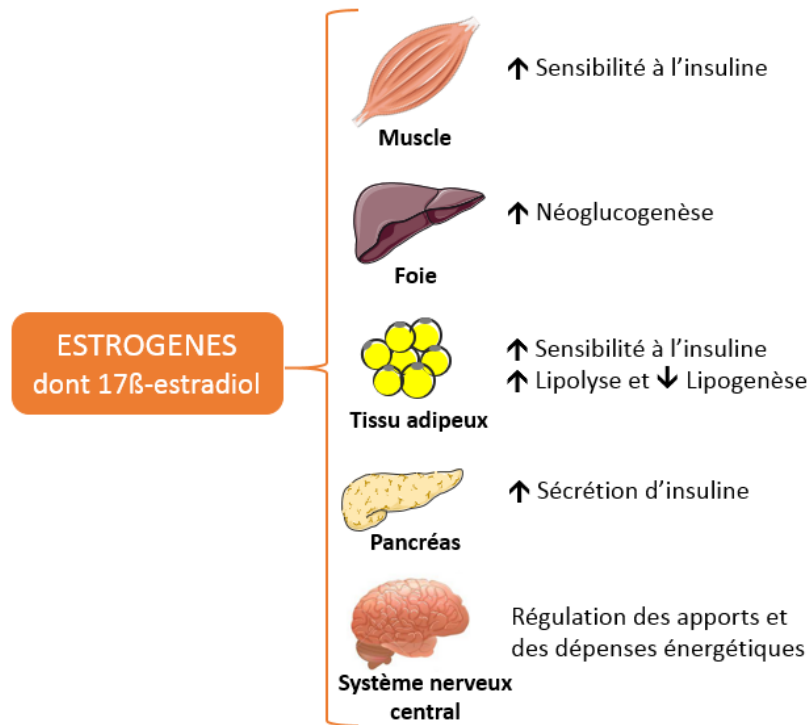 ESTROGENES
dont 17ß-estradiol
Muscle
↑ Sensibilité à l’insuline
Foie
↑ Néoglucogenèse
Tissu adipeux
↑ Sensibilité à l’insuline
↑ Lipolyse et ↓ Lipogenèse
Pancréas
↑ Sécrétion d’insuline
Système nerveux
central
Régulation des apports et
des dépenses énergétiques